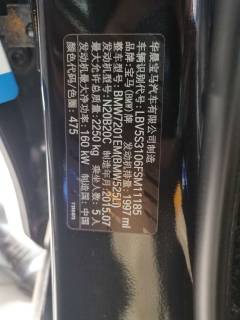 华晨宝马汽车有限公司制造
车辆识别代号:LBV5S3106FSM11185
品牌:宝马(BMW)牌 发动机排量:1997 ml
整车型号:BMW7201EM(BMW525Li)
发动机型号:N20B20C 制造年月:2015.07
最大允许总质量:2250 kg 乘坐人数:5人
发动机最大净功率:160 kW 制造国:中国
颜色代码/色圈:475